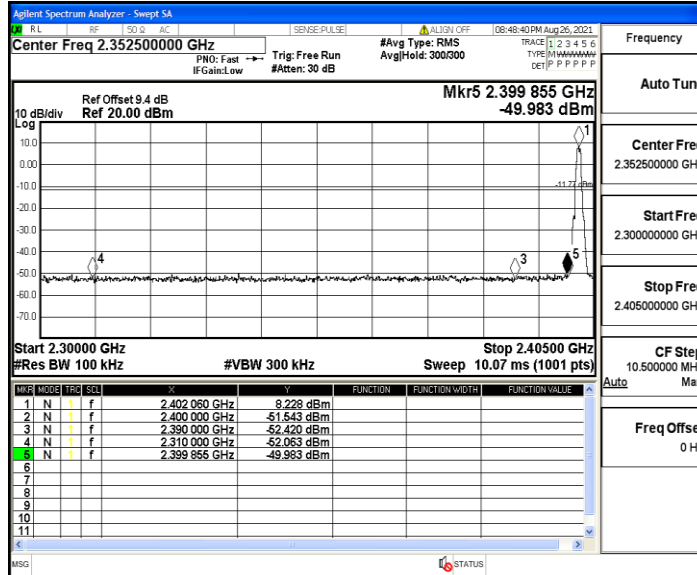 Agilent Spectrum Analyzer - Swept SA
RL RF 50 Ω AC SENSE:PULSE ALIGN OFF 08:48:40 PM Aug 26, 2021
Center Freq 2.352500000 GHz
PNO: Fast
IFGain:Low
Trig: Free Run
#Atten: 30 dB
#Avg Type: RMS
Avg|Hold: 300/300
TRACE 1 2 3 4 5 6
TYPE M W W W W W
DET P P P P P P
Frequency
Auto Tun
Center Fre
2.352500000 GH
Start Fre
2.300000000 GH
Stop Fre
2.405000000 GH
CF Step
10.500000 MH
Auto Ma
Freq Offse
0 H
Ref Offset 9.4 dB
10 dB/div Ref 20.00 dBm
Log
Mkr5 2.399 855 GHz
-49.983 dBm
10.0
0.00
-10.0
-20.0
-30.0
-40.0
-50.0
-60.0
-70.0
1
4
3
5
Start 2.30000 GHz Stop 2.40500 GHz
#Res BW 100 kHz #VBW 300 kHz Sweep 10.07 ms (1001 pts)
MKR MODE TRC SCL X Y FUNCTION FUNCTION WIDTH FUNCTION VALUE
1 N 1 f 2.402 060 GHz 8.228 dBm
2 N 1 f 2.400 000 GHz -51.543 dBm
3 N 1 f 2.390 000 GHz -52.420 dBm
4 N 1 f 2.310 000 GHz -52.063 dBm
5 N 1 f 2.399 855 GHz -49.983 dBm
6
7
8
9
10
11
MSG STATUS